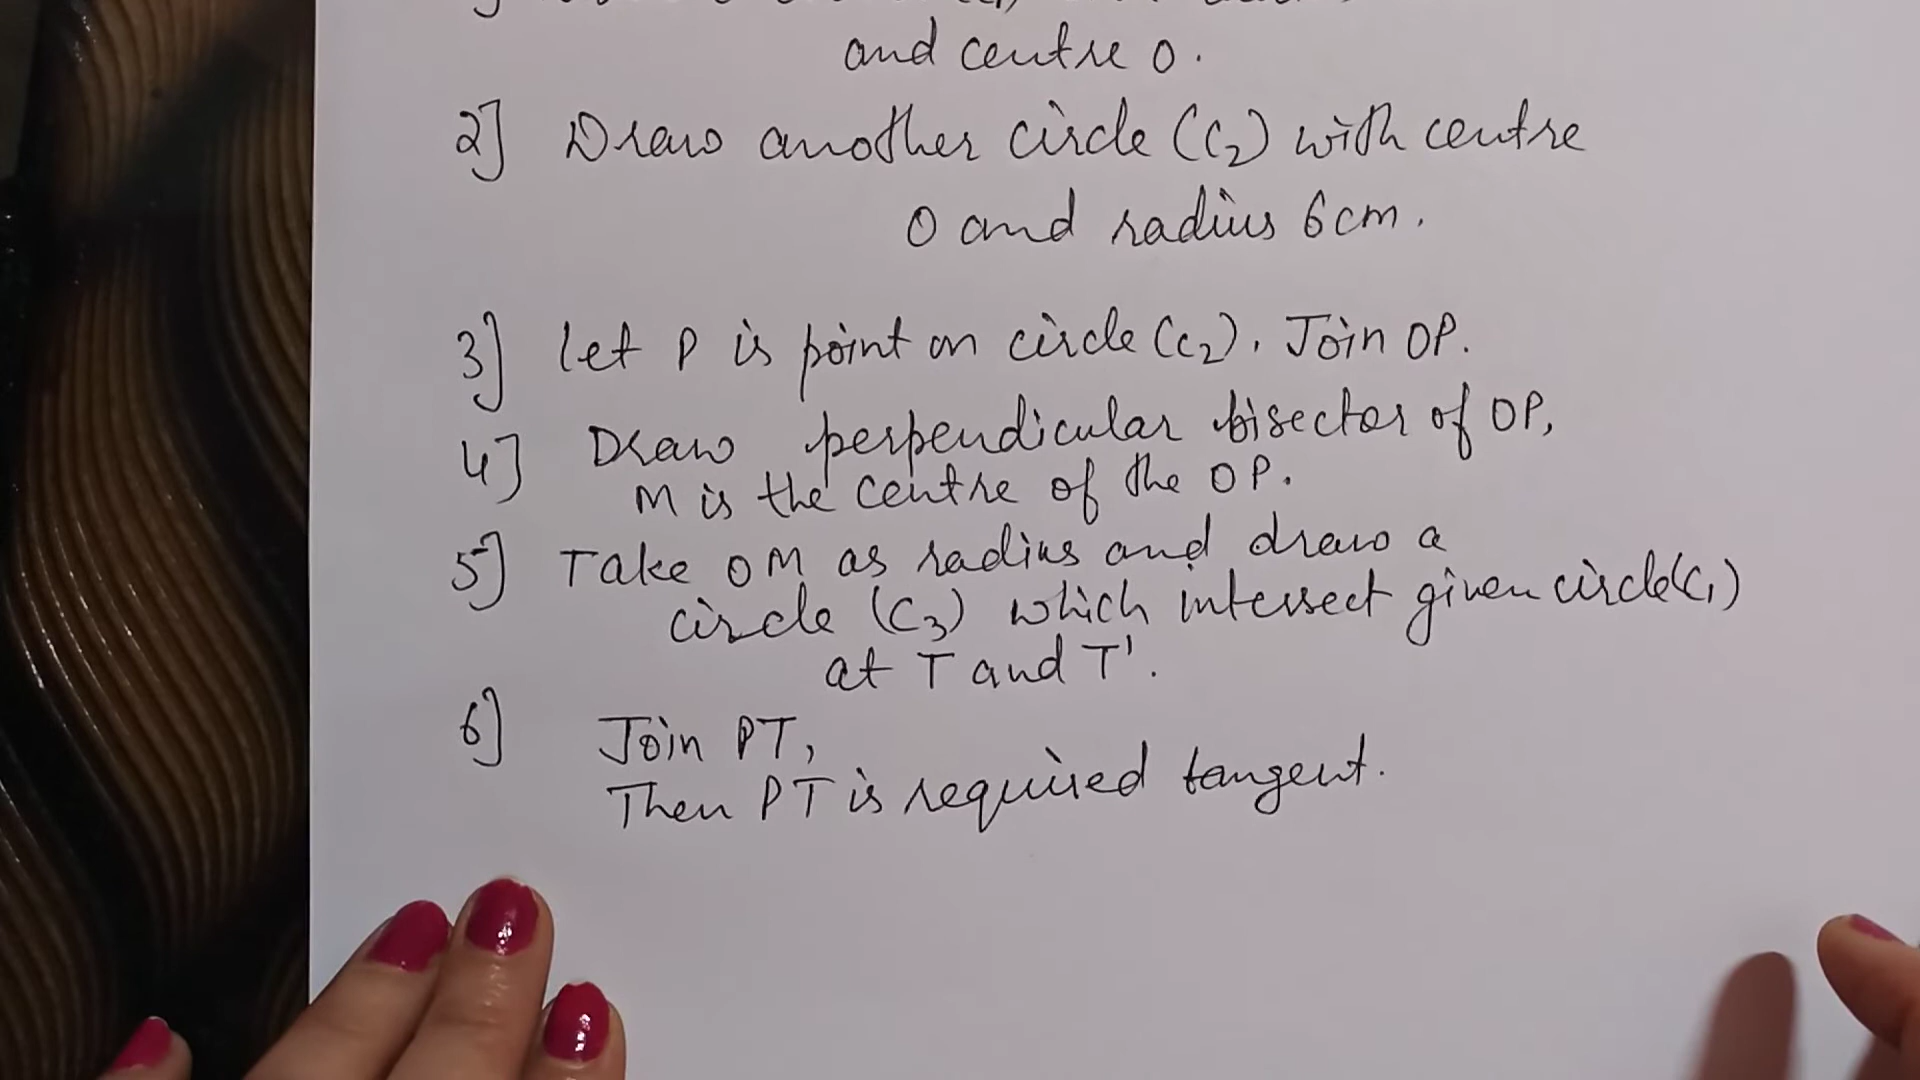 and centre O.
2] Draw another circle (C₂) with centre
O and radius 6cm.
3] let P is point on circle (C₂). Join OP.
4] Draw perpendicular bisector of OP,
M is the centre of the OP.
5] Take OM as radius and draw a
circle (C₃) which intersect given circle(C₁)
at T and T'.
6] Join PT,
Then PT is required tangent.